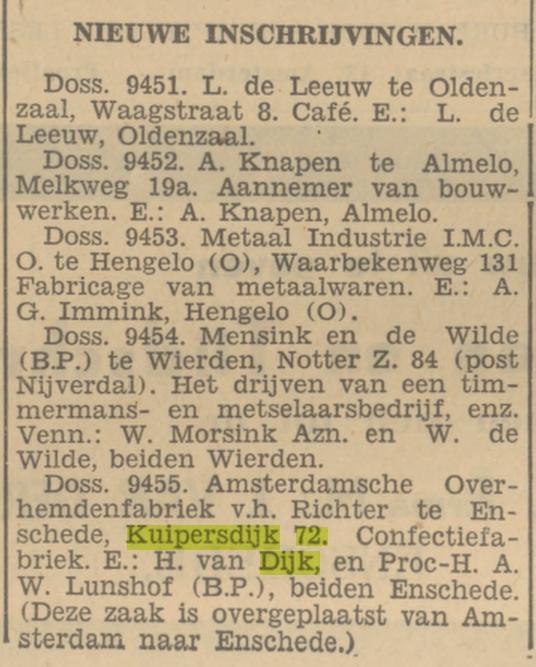 NIEUWE INSCHRIJVINGEN.
Doss. 9451. L. de Leeuw te Olden-
zaal, Waagstraat 8. Café. E.: L. de
Leeuw, Oldenzaal.
Doss. 9452. A. Knapen te Almelo,
Melkweg 19a. Aannemer van bouw-
werken. E.: A. Knapen, Almelo.
Doss. 9453. Metaal Industrie I.M.C.
O. te Hengelo (O), Waarbekenweg 131
Fabricage van metaalwaren. E.: A.
G. Immink, Hengelo (O).
Doss. 9454. Mensink en de Wilde
(B.P.) te Wierden, Notter Z. 84 (post
Nijverdal). Het drijven van een tim-
mermans- en metselaarsbedrijf, enz.
Venn.: W. Morsink Azn. en W. de
Wilde, beiden Wierden.
Doss. 9455. Amsterdamsche Over-
hemdenfabriek v.h. Richter te En-
schede, Kuipersdijk 72. Confectiefa-
briek. E.: H. van Dijk, en Proc-H. A.
W. Lunshof (B.P.), beiden Enschede.
(Deze zaak is overgeplaatst van Am-
sterdam naar Enschede.)